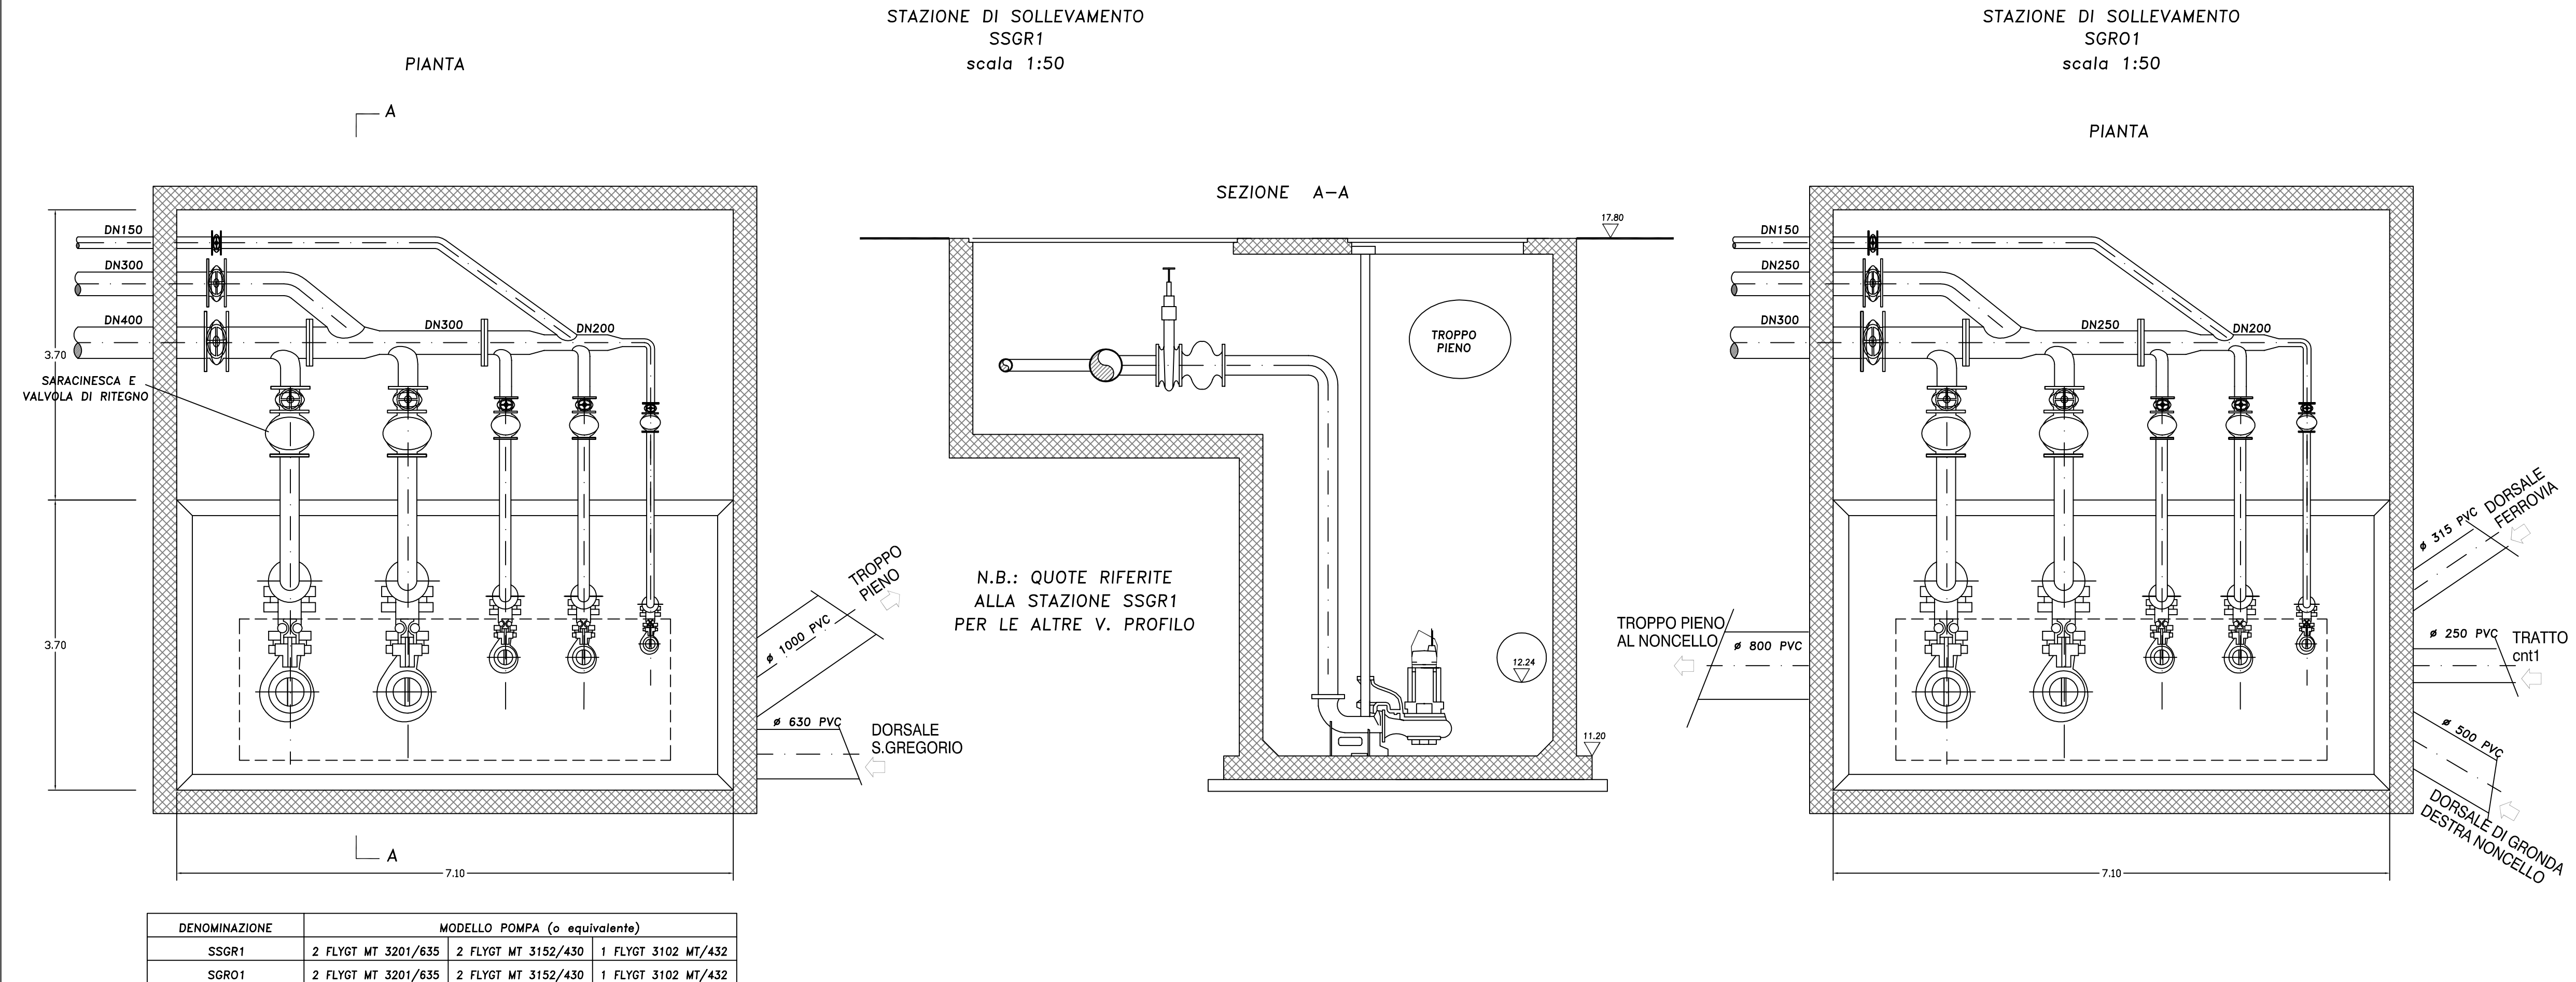 STAZIONE DI SOLLEVAMENTO
SSGR1
scala 1:50
PIANTA
A
DN150
DN300
DN400
DN300
DN200
3.70
SARACINESCA E
VALVOLA DI RITEGNO
3.70
TROPPO
PIENO
ø 1000 PVC
ø 630 PVC
DORSALE
S.GREGORIO
A
7.10
DENOMINAZIONE MODELLO POMPA (o equivalente)
SSGR1 2 FLYGT MT 3201/635 2 FLYGT MT 3152/430 1 FLYGT 3102 MT/432
SGRO1 2 FLYGT MT 3201/635 2 FLYGT MT 3152/430 1 FLYGT 3102 MT/432
SEZIONE A-A
17.80
TROPPO
PIENO
12.24
11.20
N.B.: QUOTE RIFERITE
ALLA STAZIONE SSGR1
PER LE ALTRE V. PROFILO
STAZIONE DI SOLLEVAMENTO
SGRO1
scala 1:50
PIANTA
DN150
DN250
DN300
DN250
DN200
TROPPO PIENO
AL NONCELLO
ø 800 PVC
ø 315 PVC
DORSALE
FERROVIA
ø 250 PVC
TRATTO
cnt1
ø 500 PVC
DORSALE DI GRONDA
DESTRA NONCELLO
7.10